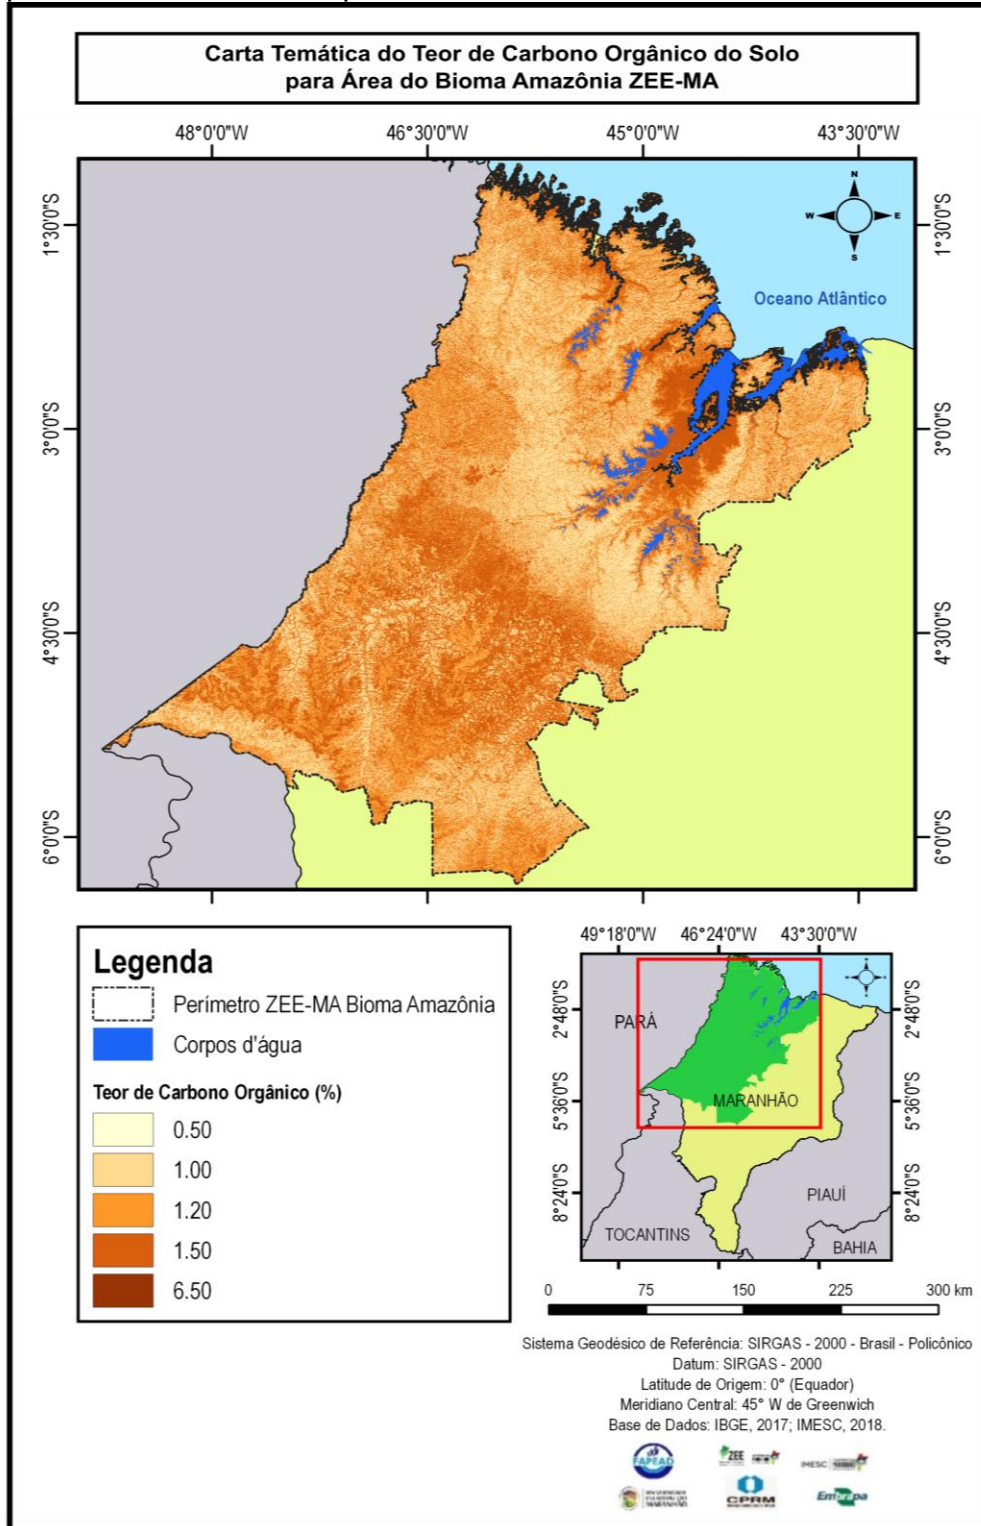 Carta Temática do Teor de Carbono Orgânico do Solo
para Área do Bioma Amazônia ZEE-MA
48°0'0"W 46°30'0"W 45°0'0"W 43°30'0"W
N
W E
S
1°30'0"S 1°30'0"S
Oceano Atlântico
3°0'0"S 3°0'0"S
4°30'0"S 4°30'0"S
6°0'0"S 6°0'0"S
Legenda
Perímetro ZEE-MA Bioma Amazônia
Corpos d'água
Teor de Carbono Orgânico (%)
0.50
1.00
1.20
1.50
6.50
49°18'0"W 46°24'0"W 43°30'0"W
2°48'0"S 2°48'0"S
PARÁ
5°36'0"S 5°36'0"S
MARANHÃO
8°24'0"S 8°24'0"S
PIAUÍ
TOCANTINS
BAHIA
0 75 150 225 300 km
Sistema Geodésico de Referência: SIRGAS - 2000 - Brasil - Policônico
Datum: SIRGAS - 2000
Latitude de Origem: 0° (Equador)
Meridiano Central: 45° W de Greenwich
Base de Dados: IBGE, 2017; IMESC, 2018.
FAPEAD ZEE IMESC
UNIVERSIDADE ESTADUAL DO MARANHÃO CPRM Embrapa